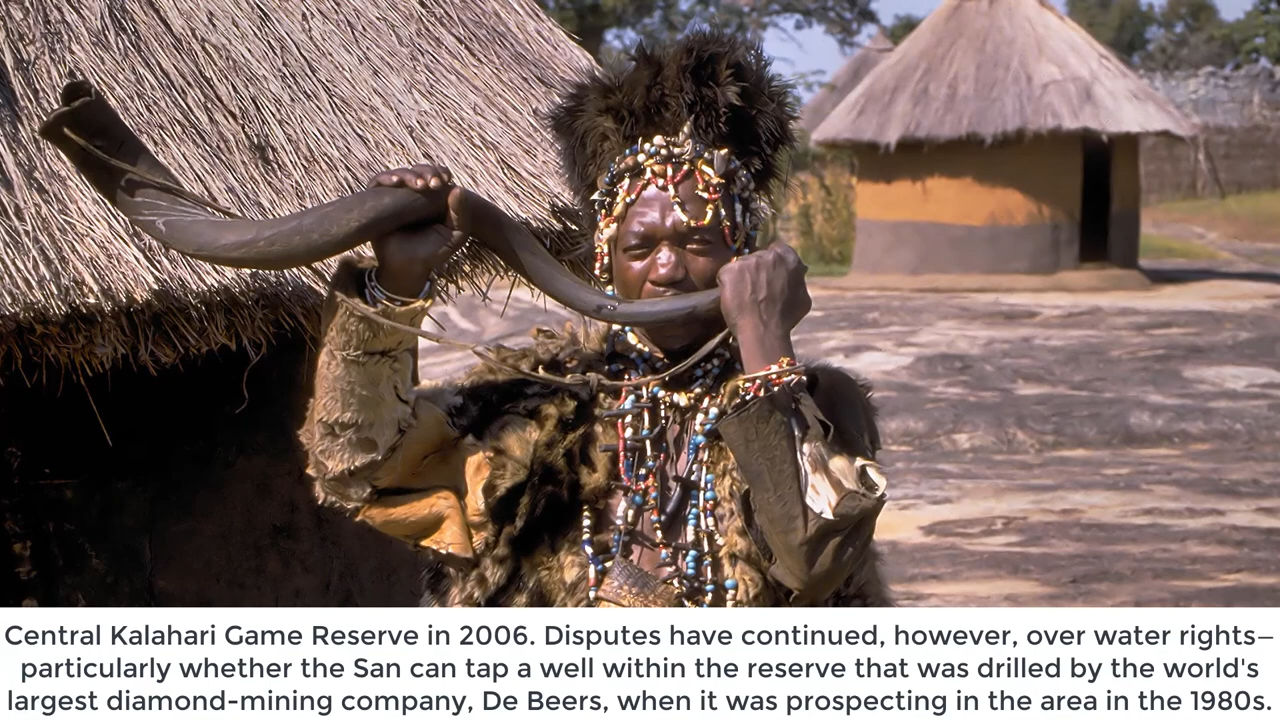 Central Kalahari Game Reserve in 2006. Disputes have continued, however, over water rights—
particularly whether the San can tap a well within the reserve that was drilled by the world's
largest diamond-mining company, De Beers, when it was prospecting in the area in the 1980s.